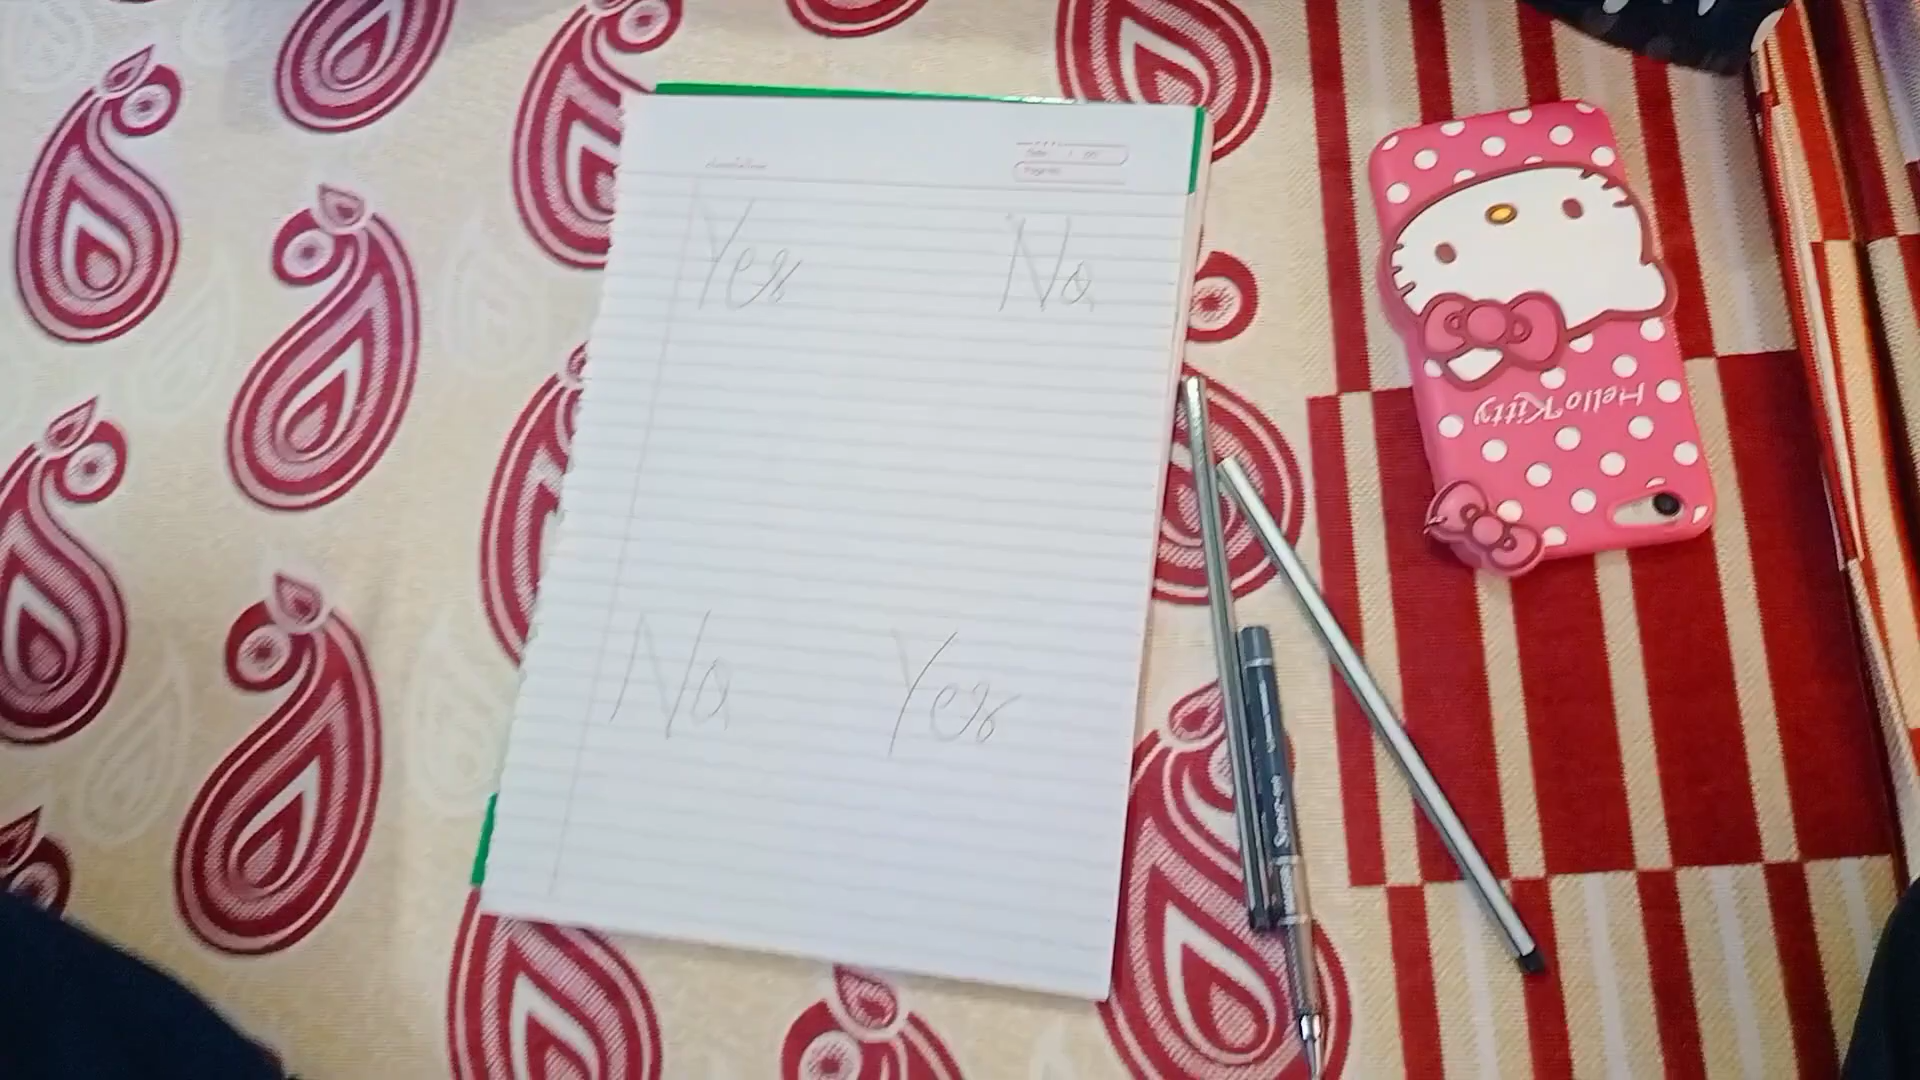 Yes No
No Yes
Hello Kitty